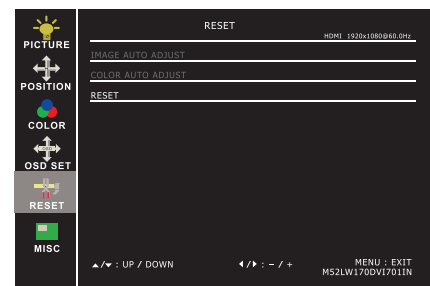 RESET
HDMI 1920x1080@60.0Hz
PICTURE
IMAGE AUTO ADJUST
COLOR AUTO ADJUST
POSITION
RESET
COLOR
OSD SET
RESET
MISC
▲/▼ : UP / DOWN
◀/▶ : – / +
MENU : EXIT
M52LW170DVI701IN